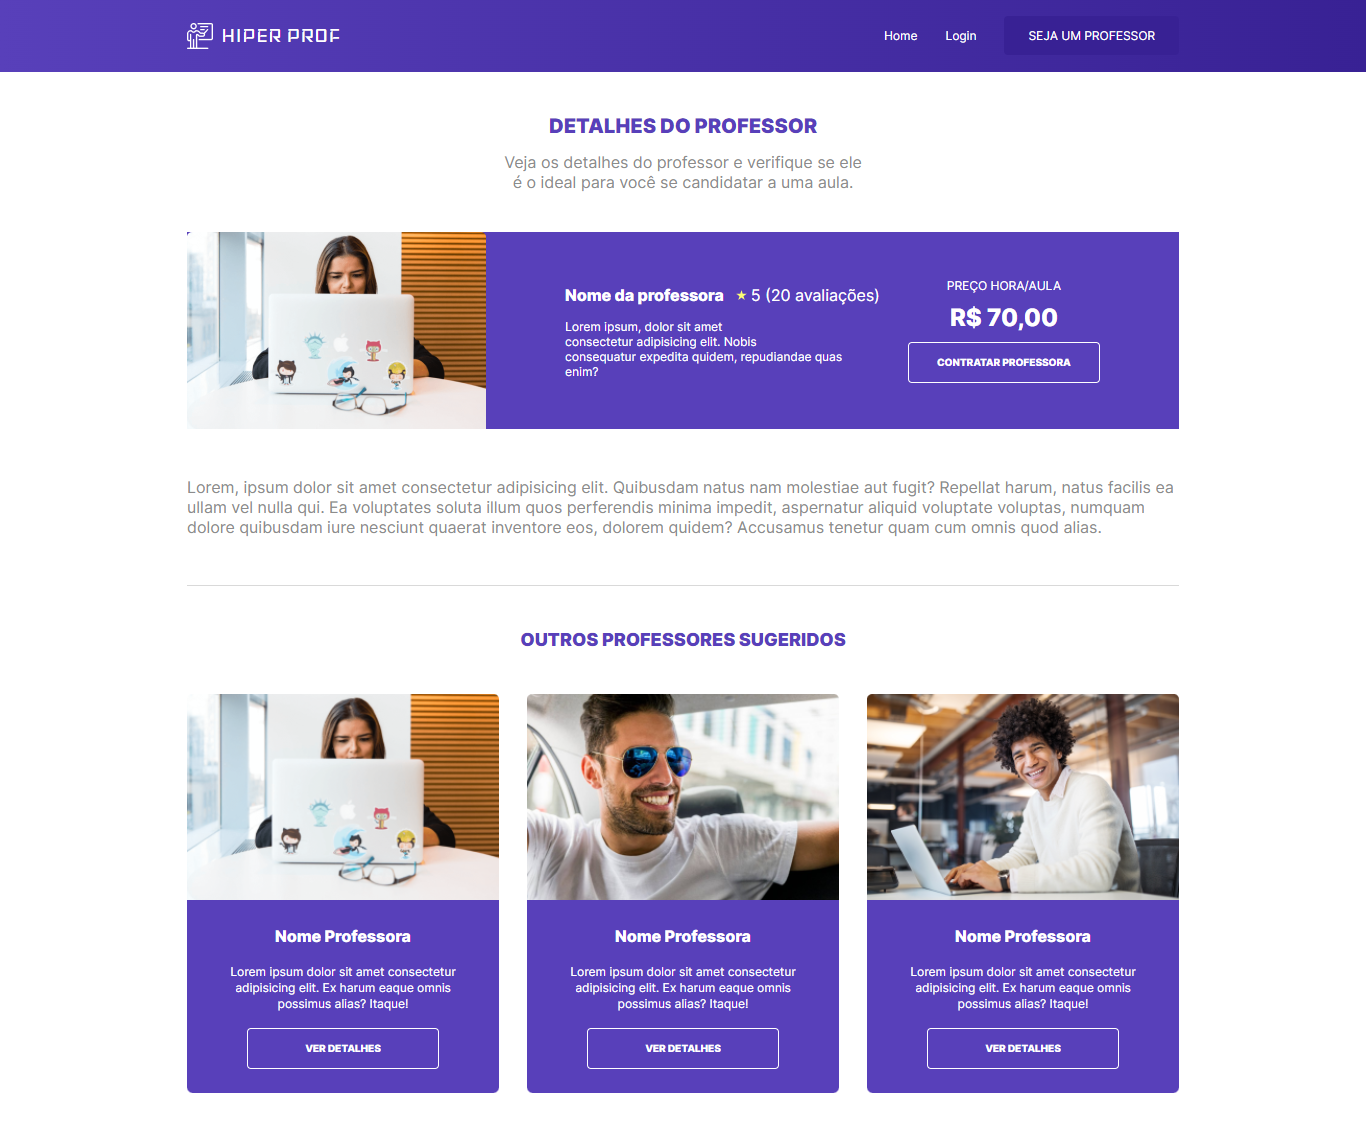 HIPER PROF
Home
Login
SEJA UM PROFESSOR
DETALHES DO PROFESSOR
Veja os detalhes do professor e verifique se ele
é o ideal para você se candidatar a uma aula.
Nome da professora ★ 5 (20 avaliações)
Lorem ipsum, dolor sit amet
consectetur adipisicing elit. Nobis
consequatur expedita quidem, repudiandae quas
enim?
PREÇO HORA/AULA
R$ 70,00
CONTRATAR PROFESSORA
Lorem, ipsum dolor sit amet consectetur adipisicing elit. Quibusdam natus nam molestiae aut fugit? Repellat harum, natus facilis ea
ullam vel nulla qui. Ea voluptates soluta illum quos perferendis minima impedit, aspernatur aliquid voluptate voluptas, numquam
dolore quibusdam iure nesciunt quaerat inventore eos, dolorem quidem? Accusamus tenetur quam cum omnis quod alias.
OUTROS PROFESSORES SUGERIDOS
Nome Professora
Lorem ipsum dolor sit amet consectetur
adipisicing elit. Ex harum eaque omnis
possimus alias? Itaque!
VER DETALHES
Nome Professora
Lorem ipsum dolor sit amet consectetur
adipisicing elit. Ex harum eaque omnis
possimus alias? Itaque!
VER DETALHES
Nome Professora
Lorem ipsum dolor sit amet consectetur
adipisicing elit. Ex harum eaque omnis
possimus alias? Itaque!
VER DETALHES